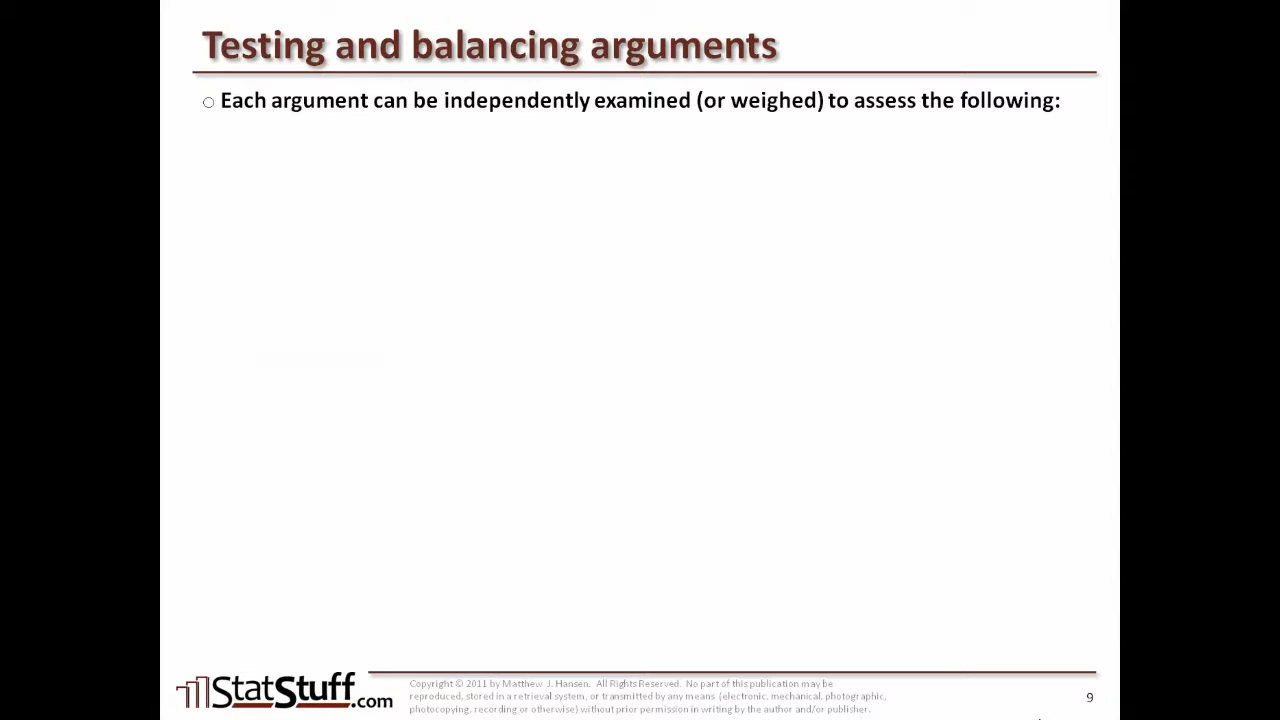 Testing and balancing arguments
Each argument can be independently examined (or weighed) to assess the following:
StatStuff.com
Copyright © 2011 by Matthew J. Hansen. All Rights Reserved. No part of this publication may be
reproduced, stored in a retrieval system, or transmitted by any means (electronic, mechanical, photographic,
photocopying, recording or otherwise) without prior permission in writing by the author and/or publisher.
9